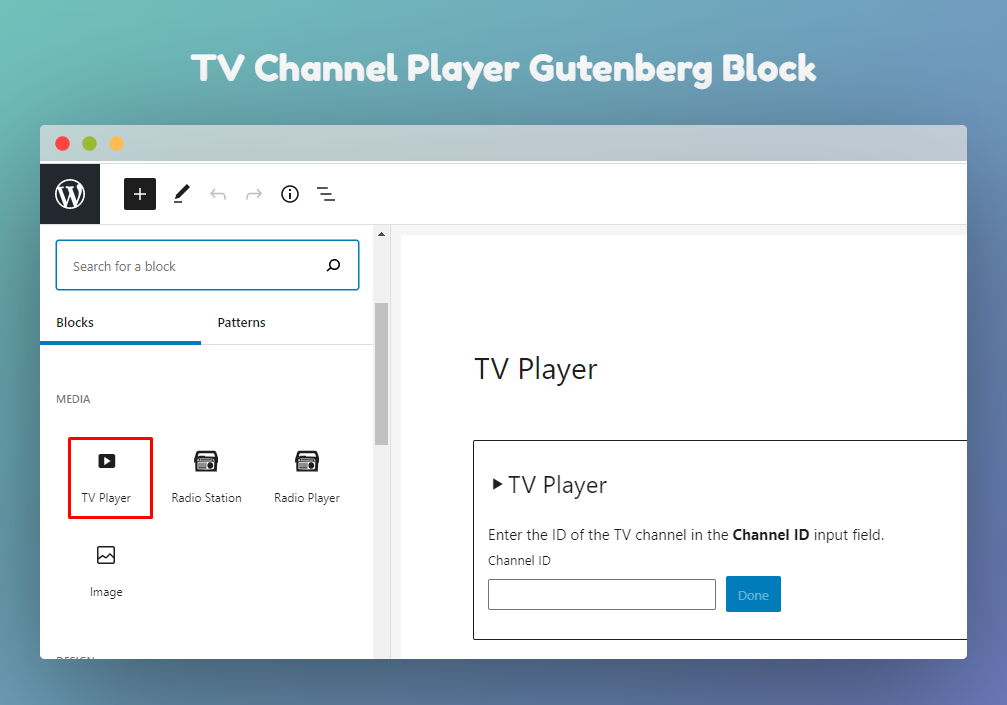 TV Channel Player Gutenberg Block
Search for a block
Blocks Patterns
MEDIA
TV Player Radio Station Radio Player
Image
DESIGN
TV Player
TV Player
Enter the ID of the TV channel in the Channel ID input field.
Channel ID
Done